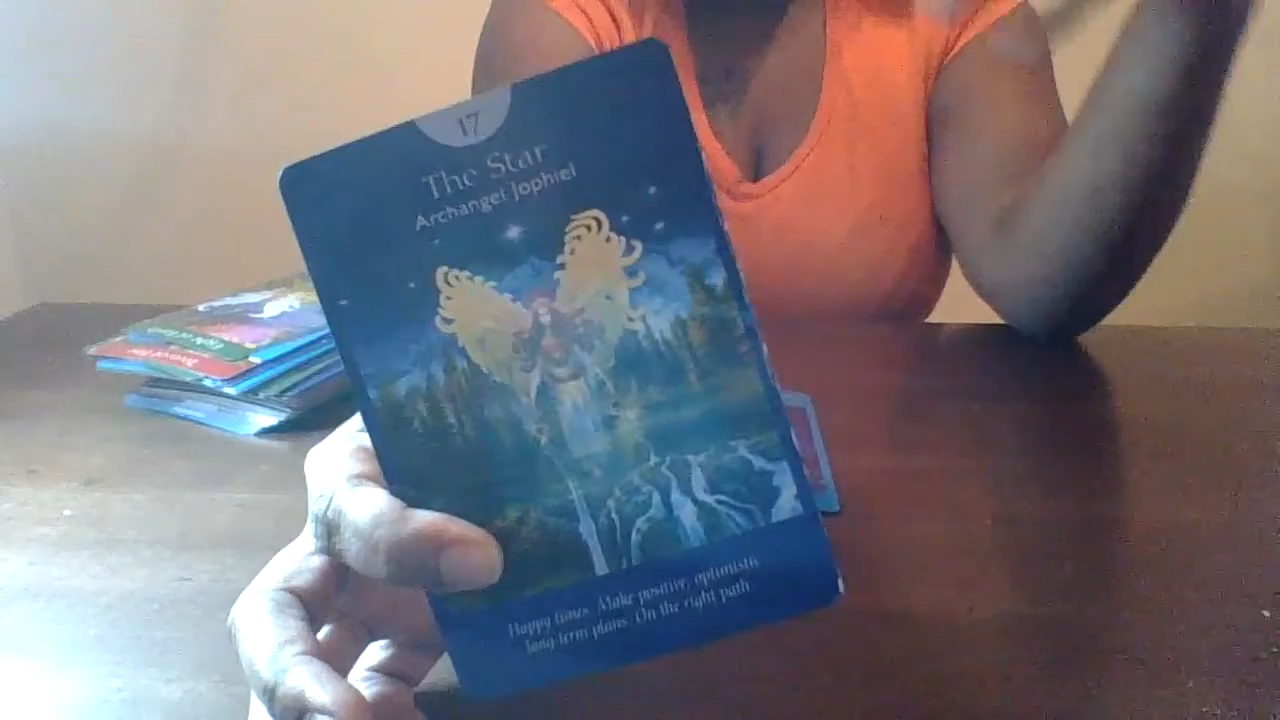 17
The Star
Archangel Jophiel
Happy times. Make positive, optimistic
long term plans. On the right path